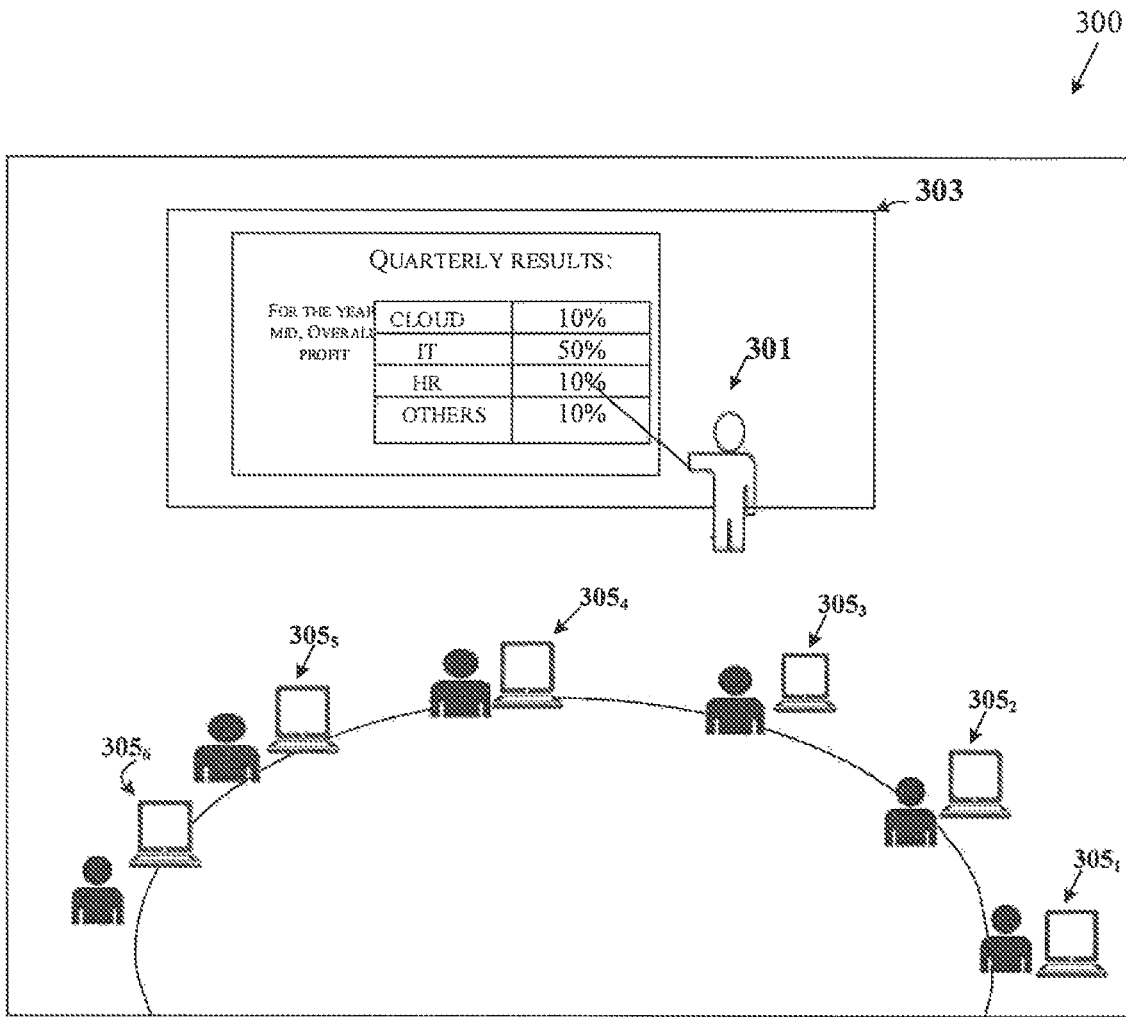 300
303
QUARTERLY RESULTS:
FOR THE YEAR
MID, OVERALL
PROFIT
CLOUD 10%
IT 50%
HR 10%
OTHERS 10%
301
305₄
305₃
305₅
305₂
305₁